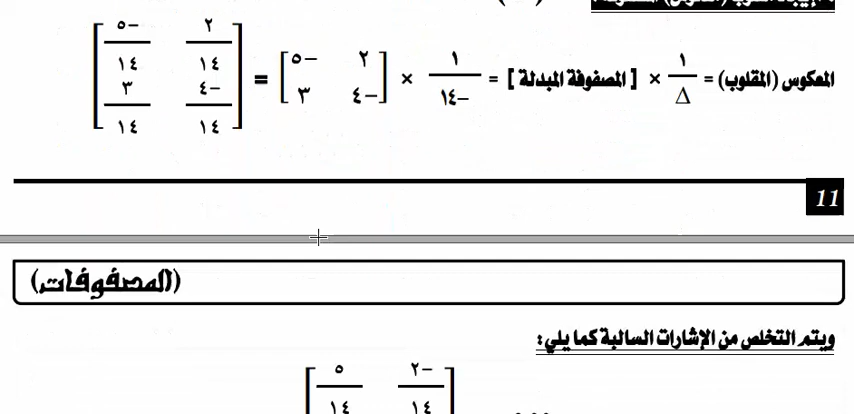 المعكوس (المقلوب) = ١/Δ × [ المصفوفة المبدلة ] = ١/−١٤ × [ ٢ −٥ ] = [ ٢/١٤ −٥/١٤ ]
[ −٤ ٣ ] [ −٤/١٤ ٣/١٤ ]
11
(المصفوفات)
ويتم التخلص من الإشارات السالبة كما يلي:
[ −٢/١٤ ٥/١٤ ]